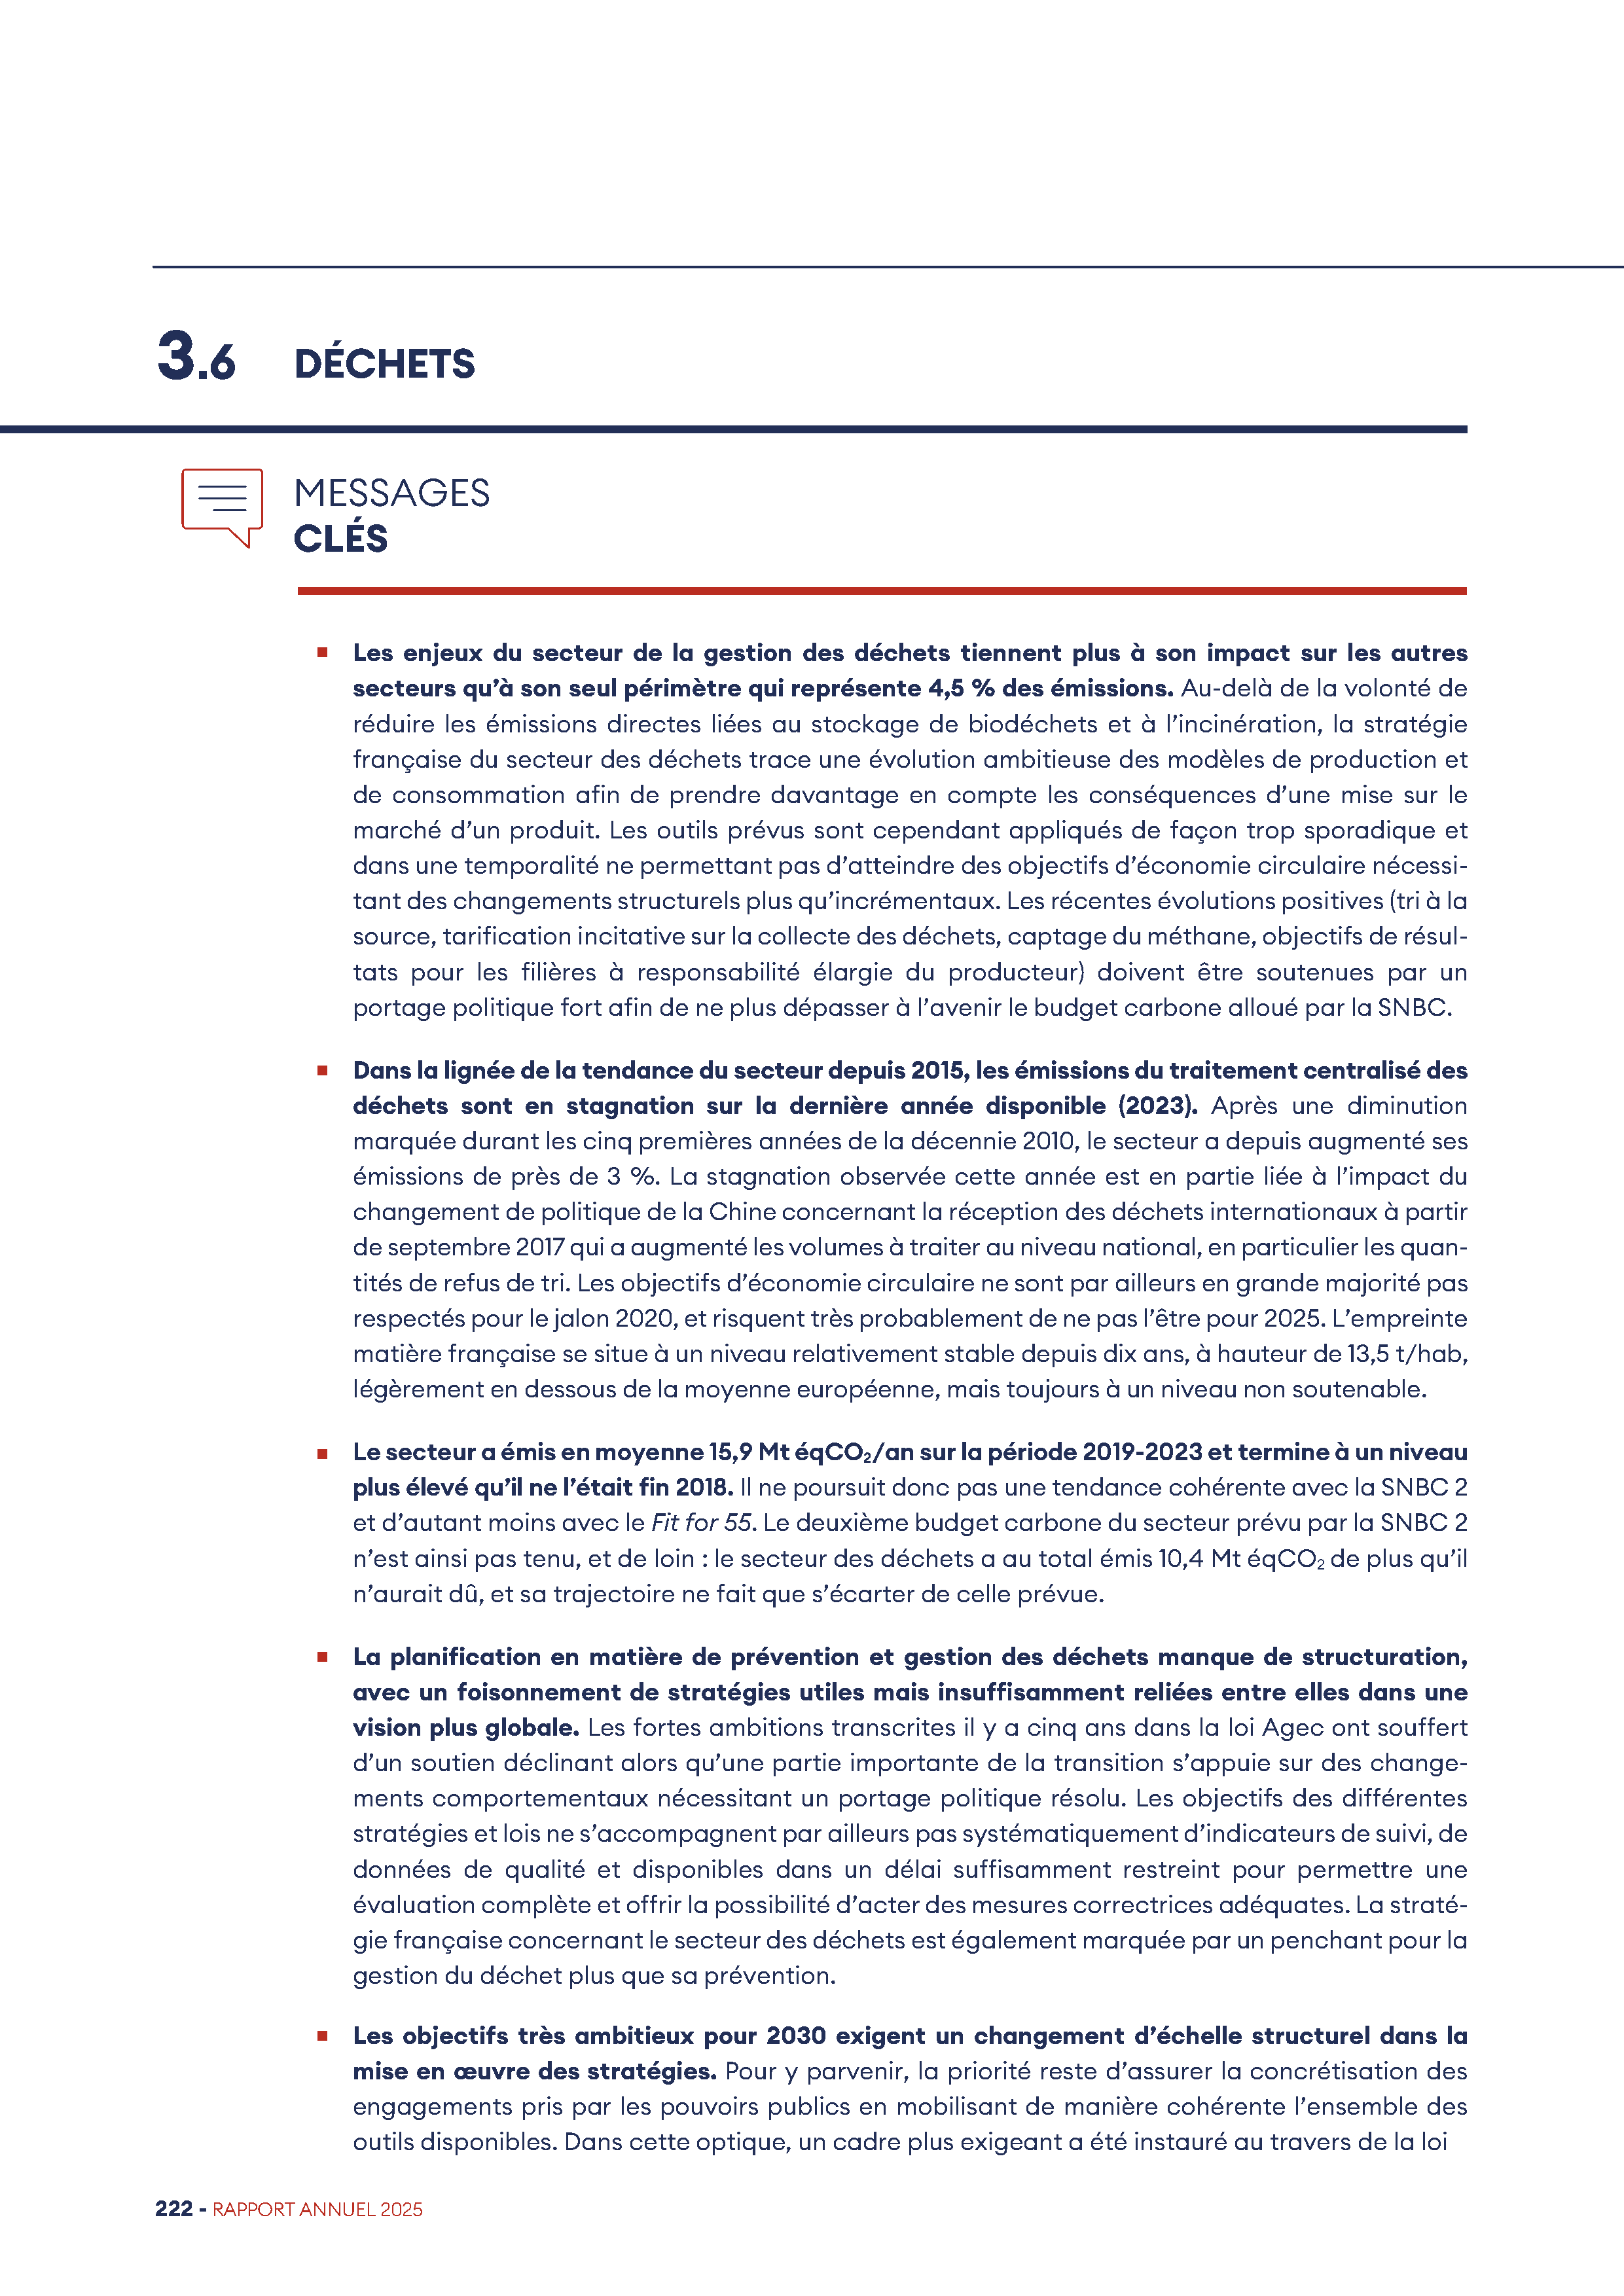 3.6 DÉCHETS
MESSAGES
CLÉS
▪ Les enjeux du secteur de la gestion des déchets tiennent plus à son impact sur les autres
secteurs qu’à son seul périmètre qui représente 4,5 % des émissions. Au-delà de la volonté de
réduire les émissions directes liées au stockage de biodéchets et à l’incinération, la stratégie
française du secteur des déchets trace une évolution ambitieuse des modèles de production et
de consommation afin de prendre davantage en compte les conséquences d’une mise sur le
marché d’un produit. Les outils prévus sont cependant appliqués de façon trop sporadique et
dans une temporalité ne permettant pas d’atteindre des objectifs d’économie circulaire nécessi-
tant des changements structurels plus qu’incrémentaux. Les récentes évolutions positives (tri à la
source, tarification incitative sur la collecte des déchets, captage du méthane, objectifs de résul-
tats pour les filières à responsabilité élargie du producteur) doivent être soutenues par un
portage politique fort afin de ne plus dépasser à l’avenir le budget carbone alloué par la SNBC.
▪ Dans la lignée de la tendance du secteur depuis 2015, les émissions du traitement centralisé des
déchets sont en stagnation sur la dernière année disponible (2023). Après une diminution
marquée durant les cinq premières années de la décennie 2010, le secteur a depuis augmenté ses
émissions de près de 3 %. La stagnation observée cette année est en partie liée à l’impact du
changement de politique de la Chine concernant la réception des déchets internationaux à partir
de septembre 2017 qui a augmenté les volumes à traiter au niveau national, en particulier les quan-
tités de refus de tri. Les objectifs d’économie circulaire ne sont par ailleurs en grande majorité pas
respectés pour le jalon 2020, et risquent très probablement de ne pas l’être pour 2025. L’empreinte
matière française se situe à un niveau relativement stable depuis dix ans, à hauteur de 13,5 t/hab,
légèrement en dessous de la moyenne européenne, mais toujours à un niveau non soutenable.
▪ Le secteur a émis en moyenne 15,9 Mt éqCO₂/an sur la période 2019-2023 et termine à un niveau
plus élevé qu’il ne l’était fin 2018. Il ne poursuit donc pas une tendance cohérente avec la SNBC 2
et d’autant moins avec le Fit for 55. Le deuxième budget carbone du secteur prévu par la SNBC 2
n’est ainsi pas tenu, et de loin : le secteur des déchets a au total émis 10,4 Mt éqCO₂ de plus qu’il
n’aurait dû, et sa trajectoire ne fait que s’écarter de celle prévue.
▪ La planification en matière de prévention et gestion des déchets manque de structuration,
avec un foisonnement de stratégies utiles mais insuffisamment reliées entre elles dans une
vision plus globale. Les fortes ambitions transcrites il y a cinq ans dans la loi Agec ont souffert
d’un soutien déclinant alors qu’une partie importante de la transition s’appuie sur des change-
ments comportementaux nécessitant un portage politique résolu. Les objectifs des différentes
stratégies et lois ne s’accompagnent par ailleurs pas systématiquement d’indicateurs de suivi, de
données de qualité et disponibles dans un délai suffisamment restreint pour permettre une
évaluation complète et offrir la possibilité d’acter des mesures correctrices adéquates. La straté-
gie française concernant le secteur des déchets est également marquée par un penchant pour la
gestion du déchet plus que sa prévention.
▪ Les objectifs très ambitieux pour 2030 exigent un changement d’échelle structurel dans la
mise en œuvre des stratégies. Pour y parvenir, la priorité reste d’assurer la concrétisation des
engagements pris par les pouvoirs publics en mobilisant de manière cohérente l’ensemble des
outils disponibles. Dans cette optique, un cadre plus exigeant a été instauré au travers de la loi
222 - RAPPORT ANNUEL 2025